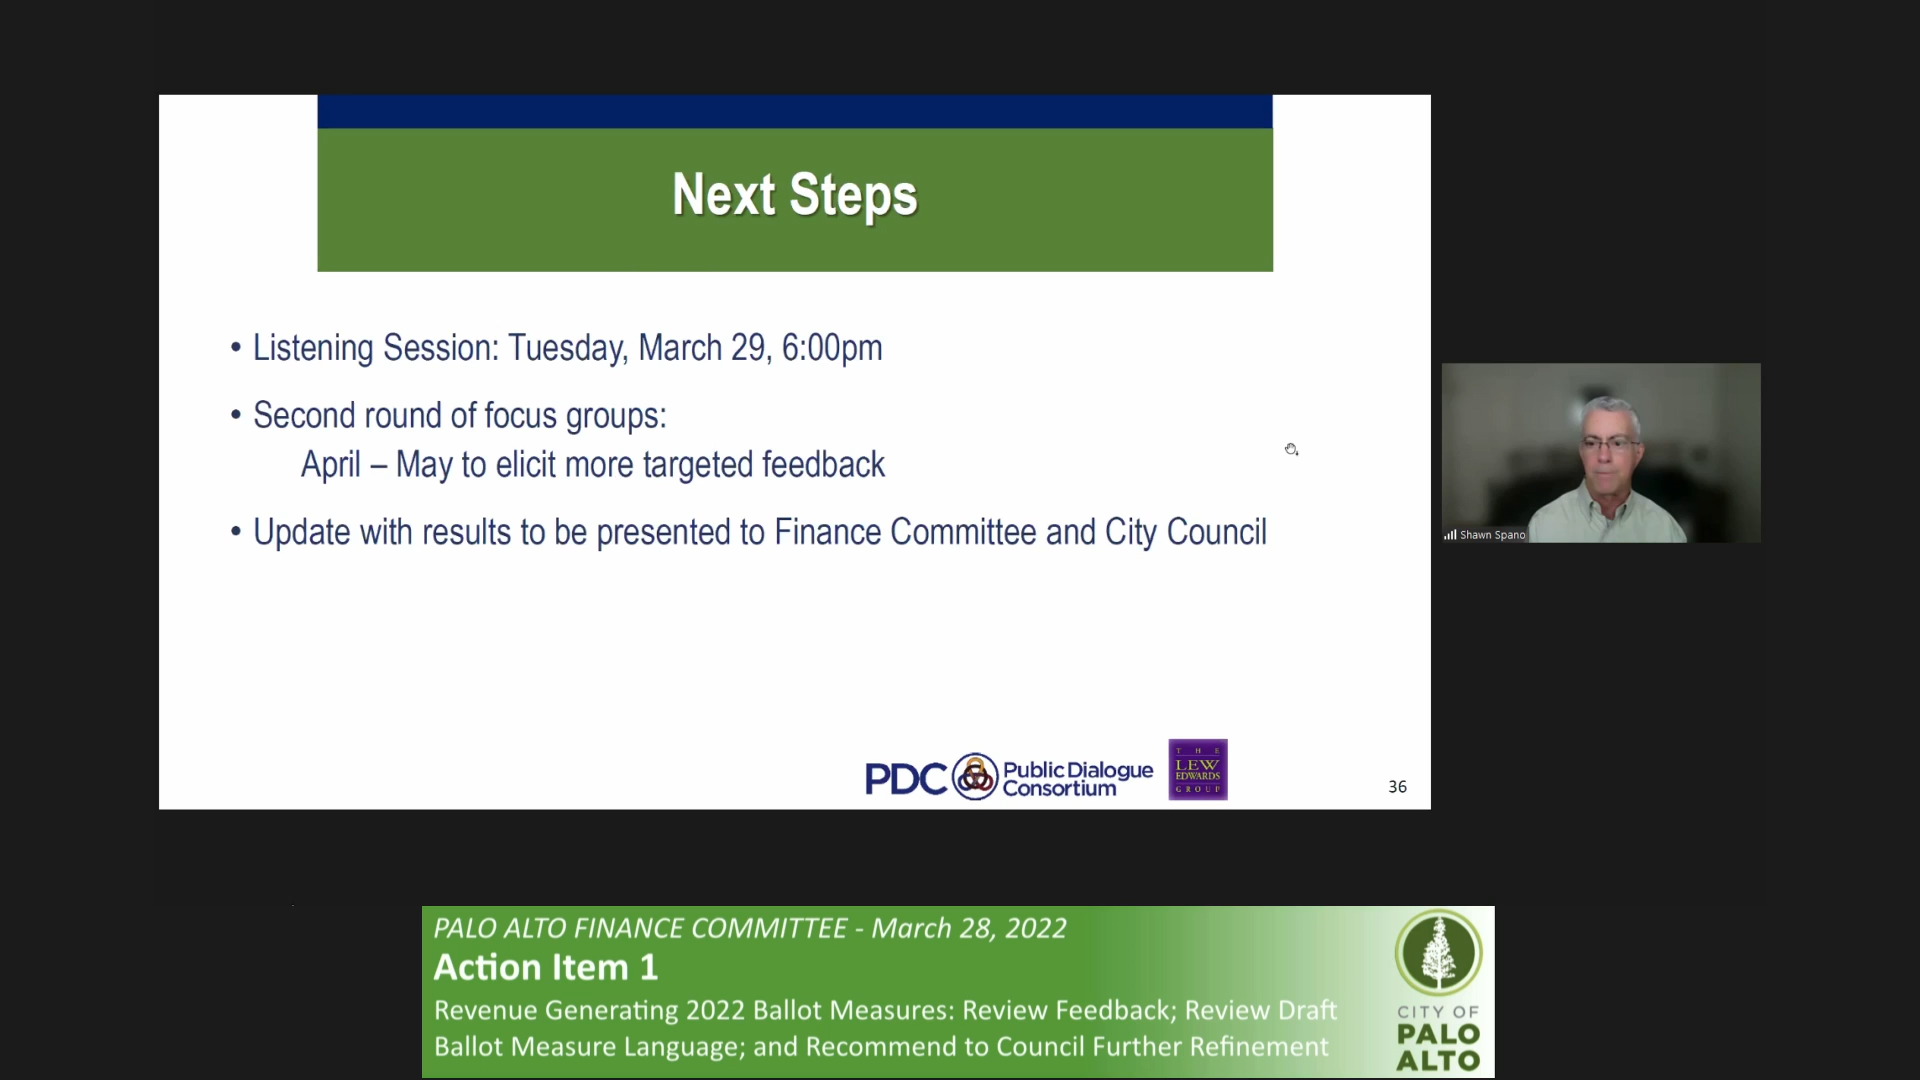 Next Steps
• Listening Session: Tuesday, March 29, 6:00pm
• Second round of focus groups:
April – May to elicit more targeted feedback
• Update with results to be presented to Finance Committee and City Council
PDC Public Dialogue
Consortium
THE
LEW
EDWARDS
GROUP
36
Shawn Spano
PALO ALTO FINANCE COMMITTEE - March 28, 2022
Action Item 1
Revenue Generating 2022 Ballot Measures: Review Feedback; Review Draft
Ballot Measure Language; and Recommend to Council Further Refinement
CITY OF
PALO
ALTO